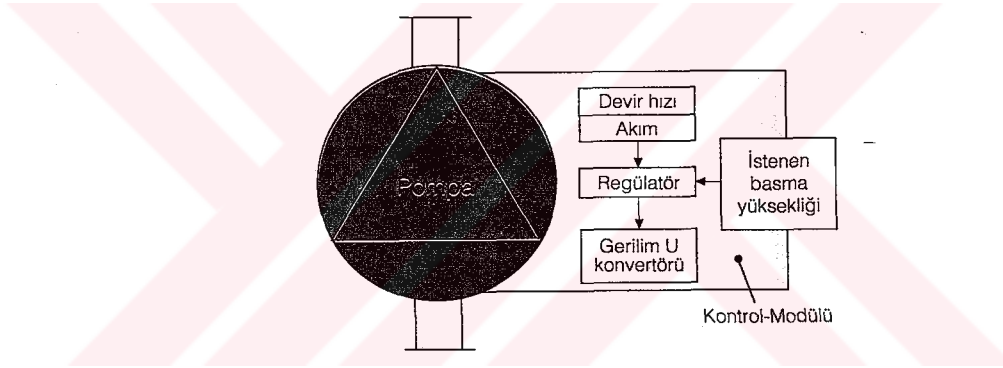 Devir hızı
Akım
Pompa
Regülatör
İstenen
basma
yüksekliği
Gerilim U
konvertörü
Kontrol-Modülü